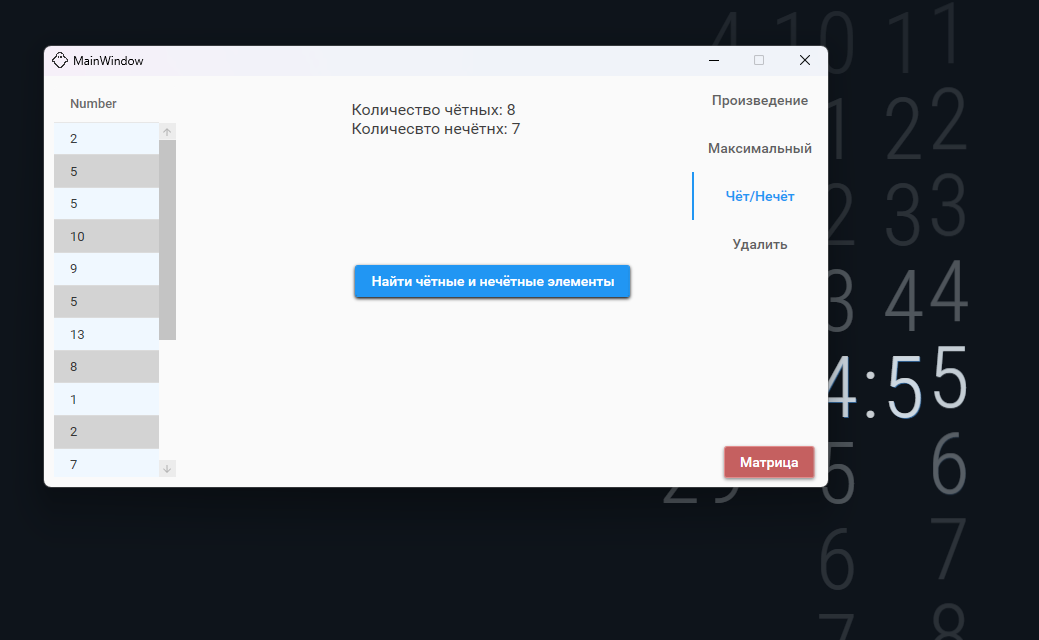 MainWindow
Number
2
5
5
10
9
5
13
8
1
2
7
Количество чётных: 8
Количесвто нечётнх: 7
Найти чётные и нечётные элементы
Произведение
Максимальный
Чёт/Нечёт
Удалить
Матрица
4 10 11
1 22
2 33
3 44
4:55
5 6
6 7
7 8